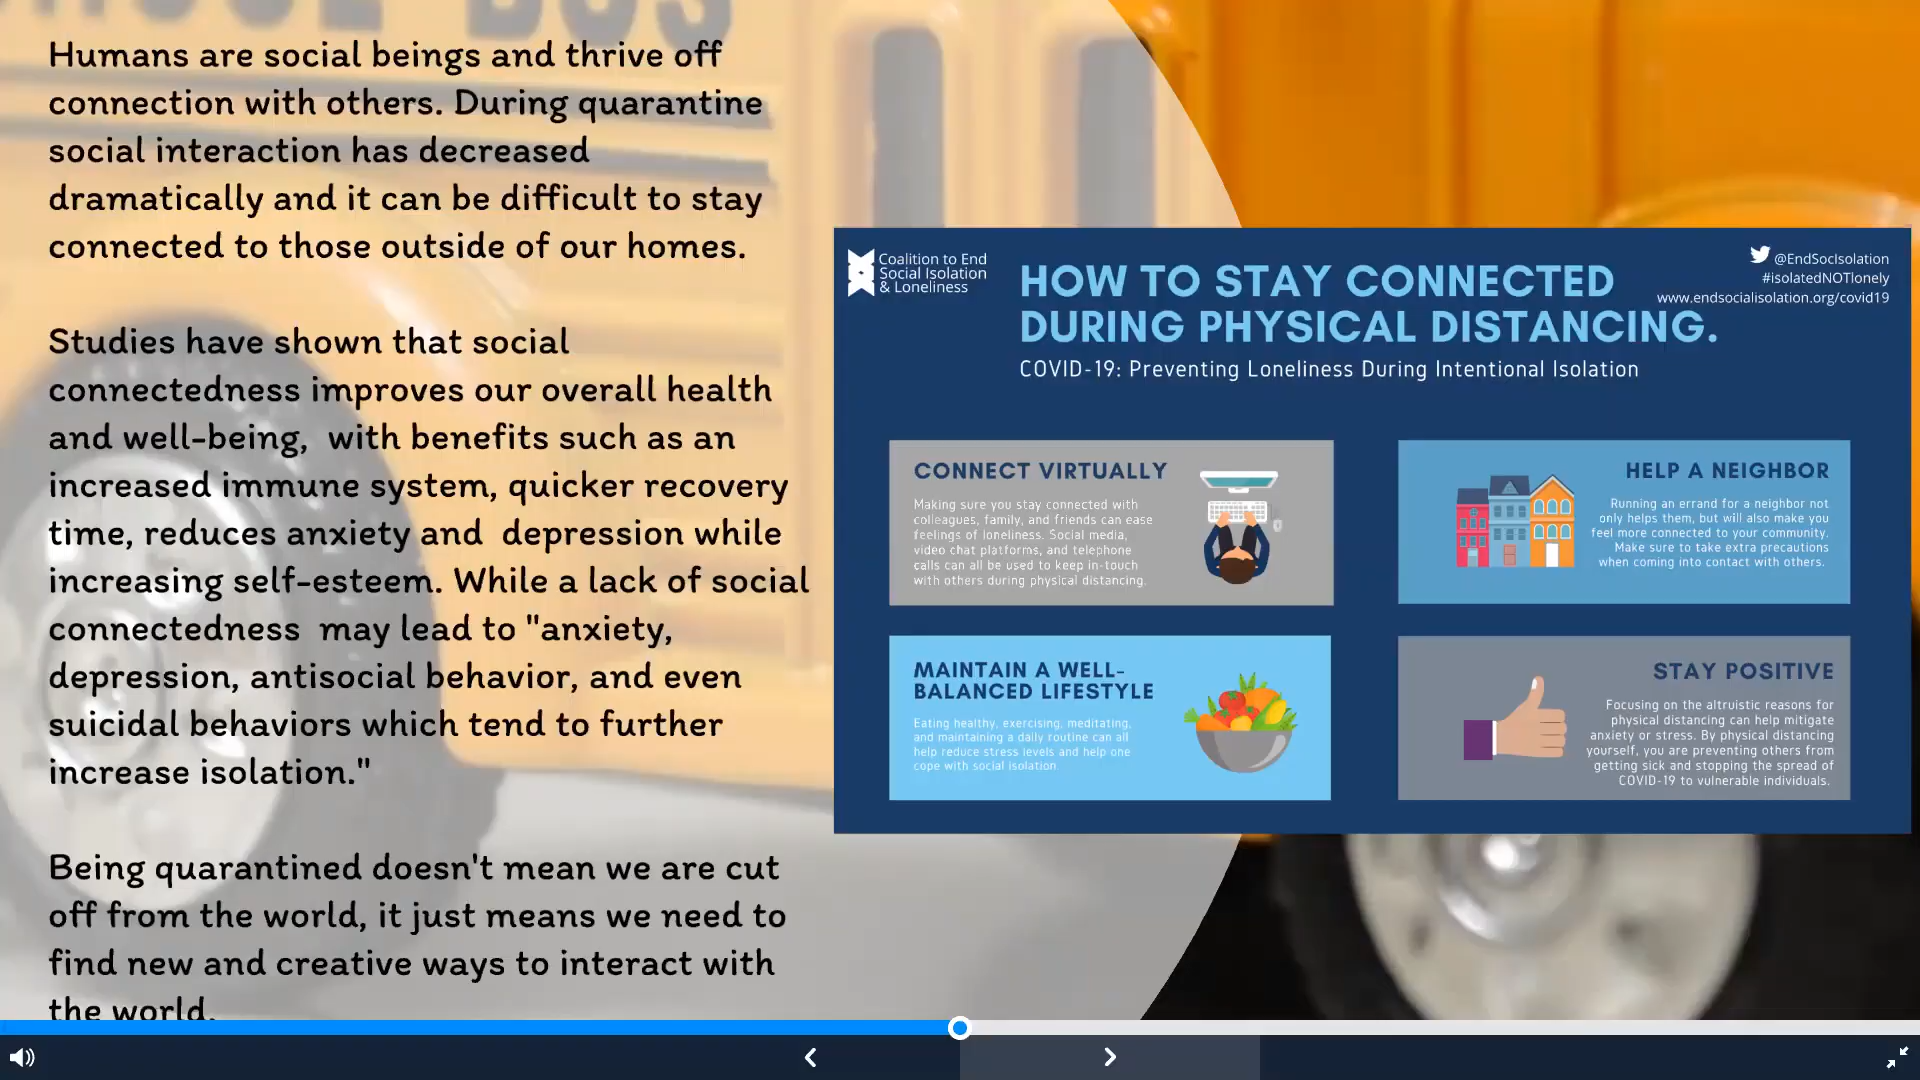 Humans are social beings and thrive off
connection with others. During quarantine
social interaction has decreased
dramatically and it can be difficult to stay
connected to those outside of our homes.
Studies have shown that social
connectedness improves our overall health
and well-being,  with benefits such as an
increased immune system, quicker recovery
time, reduces anxiety and  depression while
increasing self-esteem. While a lack of social
connectedness  may lead to "anxiety,
depression, antisocial behavior, and even
suicidal behaviors which tend to further
increase isolation."
Being quarantined doesn't mean we are cut
off from the world, it just means we need to
find new and creative ways to interact with
the world.
Coalition to End
Social Isolation
& Loneliness
HOW TO STAY CONNECTED
DURING PHYSICAL DISTANCING.
COVID-19: Preventing Loneliness During Intentional Isolation
@EndSocIsolation
#isolatedNOTlonely
www.endsocialisolation.org/covid19
CONNECT VIRTUALLY
Making sure you stay connected with
colleagues, family, and friends can ease
feelings of loneliness. Social media,
video chat platforms, and telephone
calls can all be used to keep in-touch
with others during physical distancing.
HELP A NEIGHBOR
Running an errand for a neighbor not
only helps them, but will also make you
feel more connected to your community.
Make sure to take extra precautions
when coming into contact with others.
MAINTAIN A WELL-
BALANCED LIFESTYLE
Eating healthy, exercising, meditating,
and maintaining a daily routine can all
help reduce stress levels and help one
cope with social isolation.
STAY POSITIVE
Focusing on the altruistic reasons for
physical distancing can help mitigate
anxiety or stress. By physical distancing
yourself, you are preventing others from
getting sick and stopping the spread of
COVID-19 to vulnerable individuals.